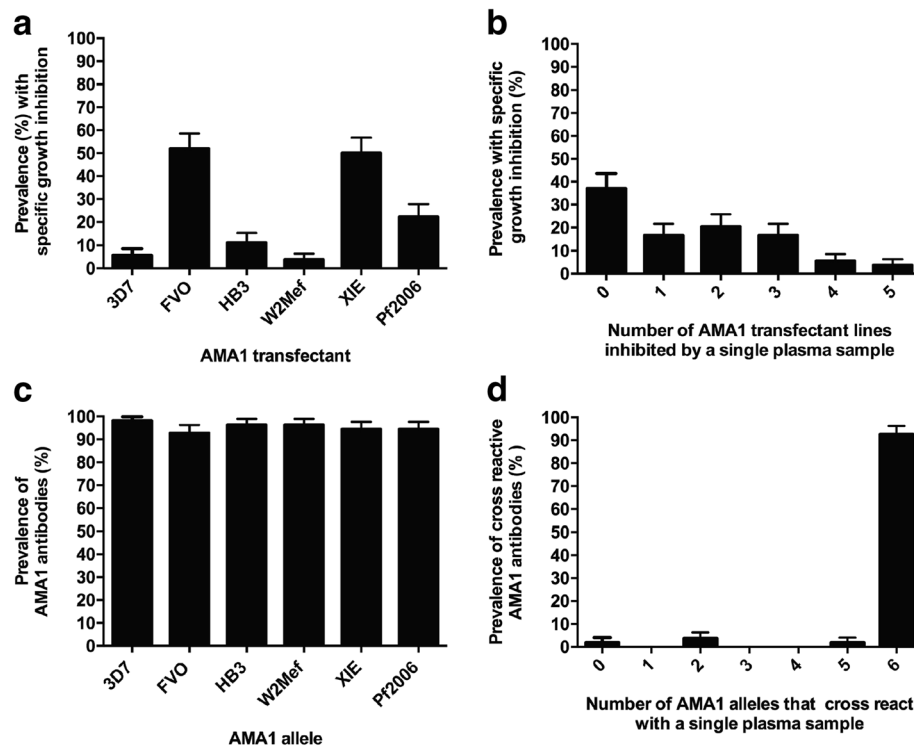 a
Prevalence (%) with
specific growth inhibition
100
90
80
70
60
50
40
30
20
10
0
3D7
FVO
HB3
W2Mef
XIE
Pf2006
AMA1 transfectant
b
Prevalence with specific
growth inhibition (%)
100
90
80
70
60
50
40
30
20
10
0
0
1
2
3
4
5
Number of AMA1 transfectant lines
inhibited by a single plasma sample
c
Prevalence of
AMA1 antibodies (%)
100
90
80
70
60
50
40
30
20
10
0
3D7
FVO
HB3
W2Mef
XIE
Pf2006
AMA1 allele
d
Prevalence of cross reactive
AMA1 antibodies (% )
100
90
80
70
60
50
40
30
20
10
0
0
1
2
3
4
5
6
Number of AMA1 alleles that cross react
with a single plasma sample